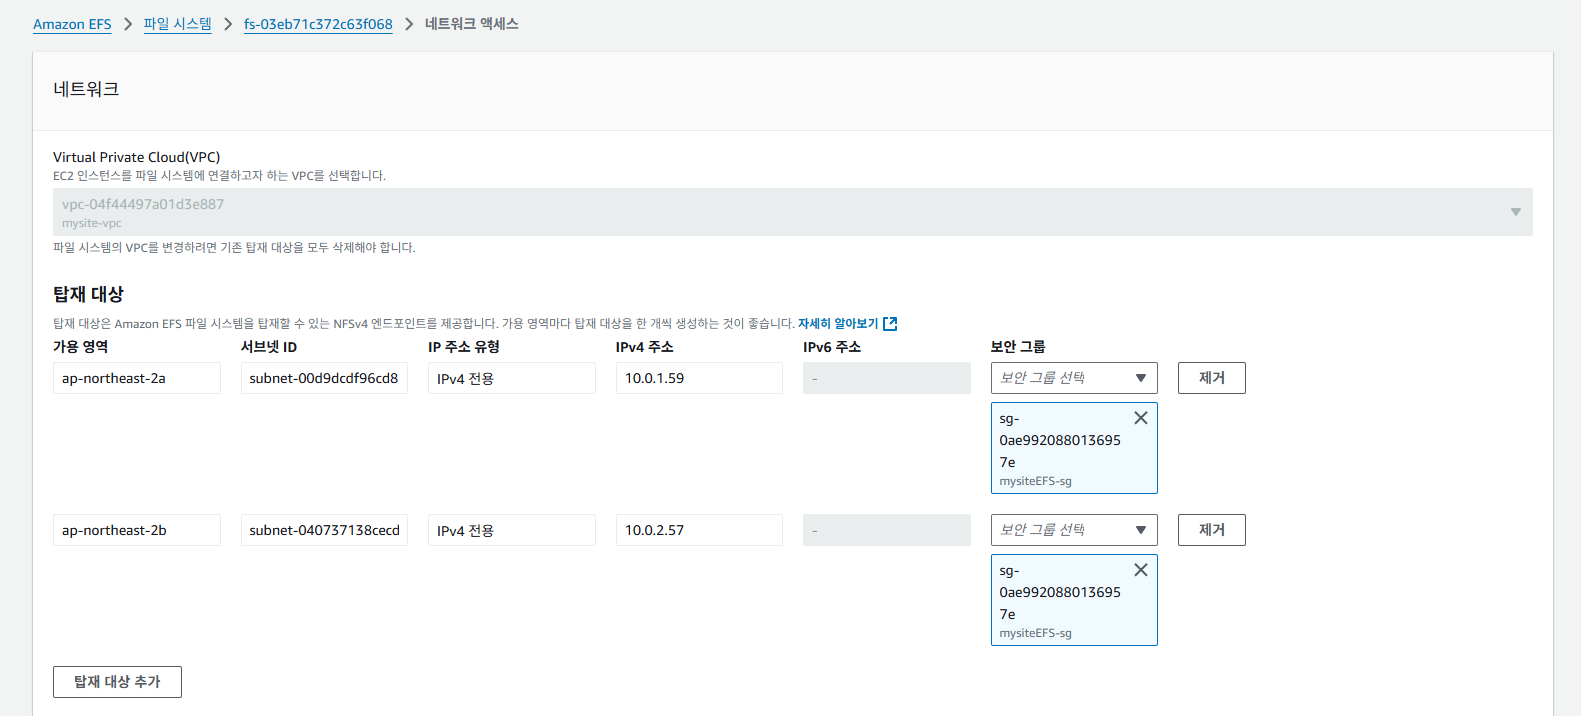 Amazon EFS > 파일 시스템 > fs-03eb71c372c63f068 > 네트워크 액세스
네트워크
Virtual Private Cloud(VPC)
EC2 인스턴스를 파일 시스템에 연결하고자 하는 VPC를 선택합니다.
vpc-04f44497a01d3e887
mysite-vpc
파일 시스템의 VPC를 변경하려면 기존 탑재 대상을 모두 삭제해야 합니다.
탑재 대상
탑재 대상은 Amazon EFS 파일 시스템을 탑재할 수 있는 NFSv4 엔드포인트를 제공합니다. 가용 영역마다 탑재 대상을 한 개씩 생성하는 것이 좋습니다. 자세히 알아보기
가용 영역 서브넷 ID IP 주소 유형 IPv4 주소 IPv6 주소 보안 그룹
ap-northeast-2a subnet-00d9dcdf96cd8 IPv4 전용 10.0.1.59 - 보안 그룹 선택 제거
sg-
0ae992088013695
7e
mysiteEFS-sg
ap-northeast-2b subnet-040737138cecd IPv4 전용 10.0.2.57 - 보안 그룹 선택 제거
sg-
0ae992088013695
7e
mysiteEFS-sg
탑재 대상 추가